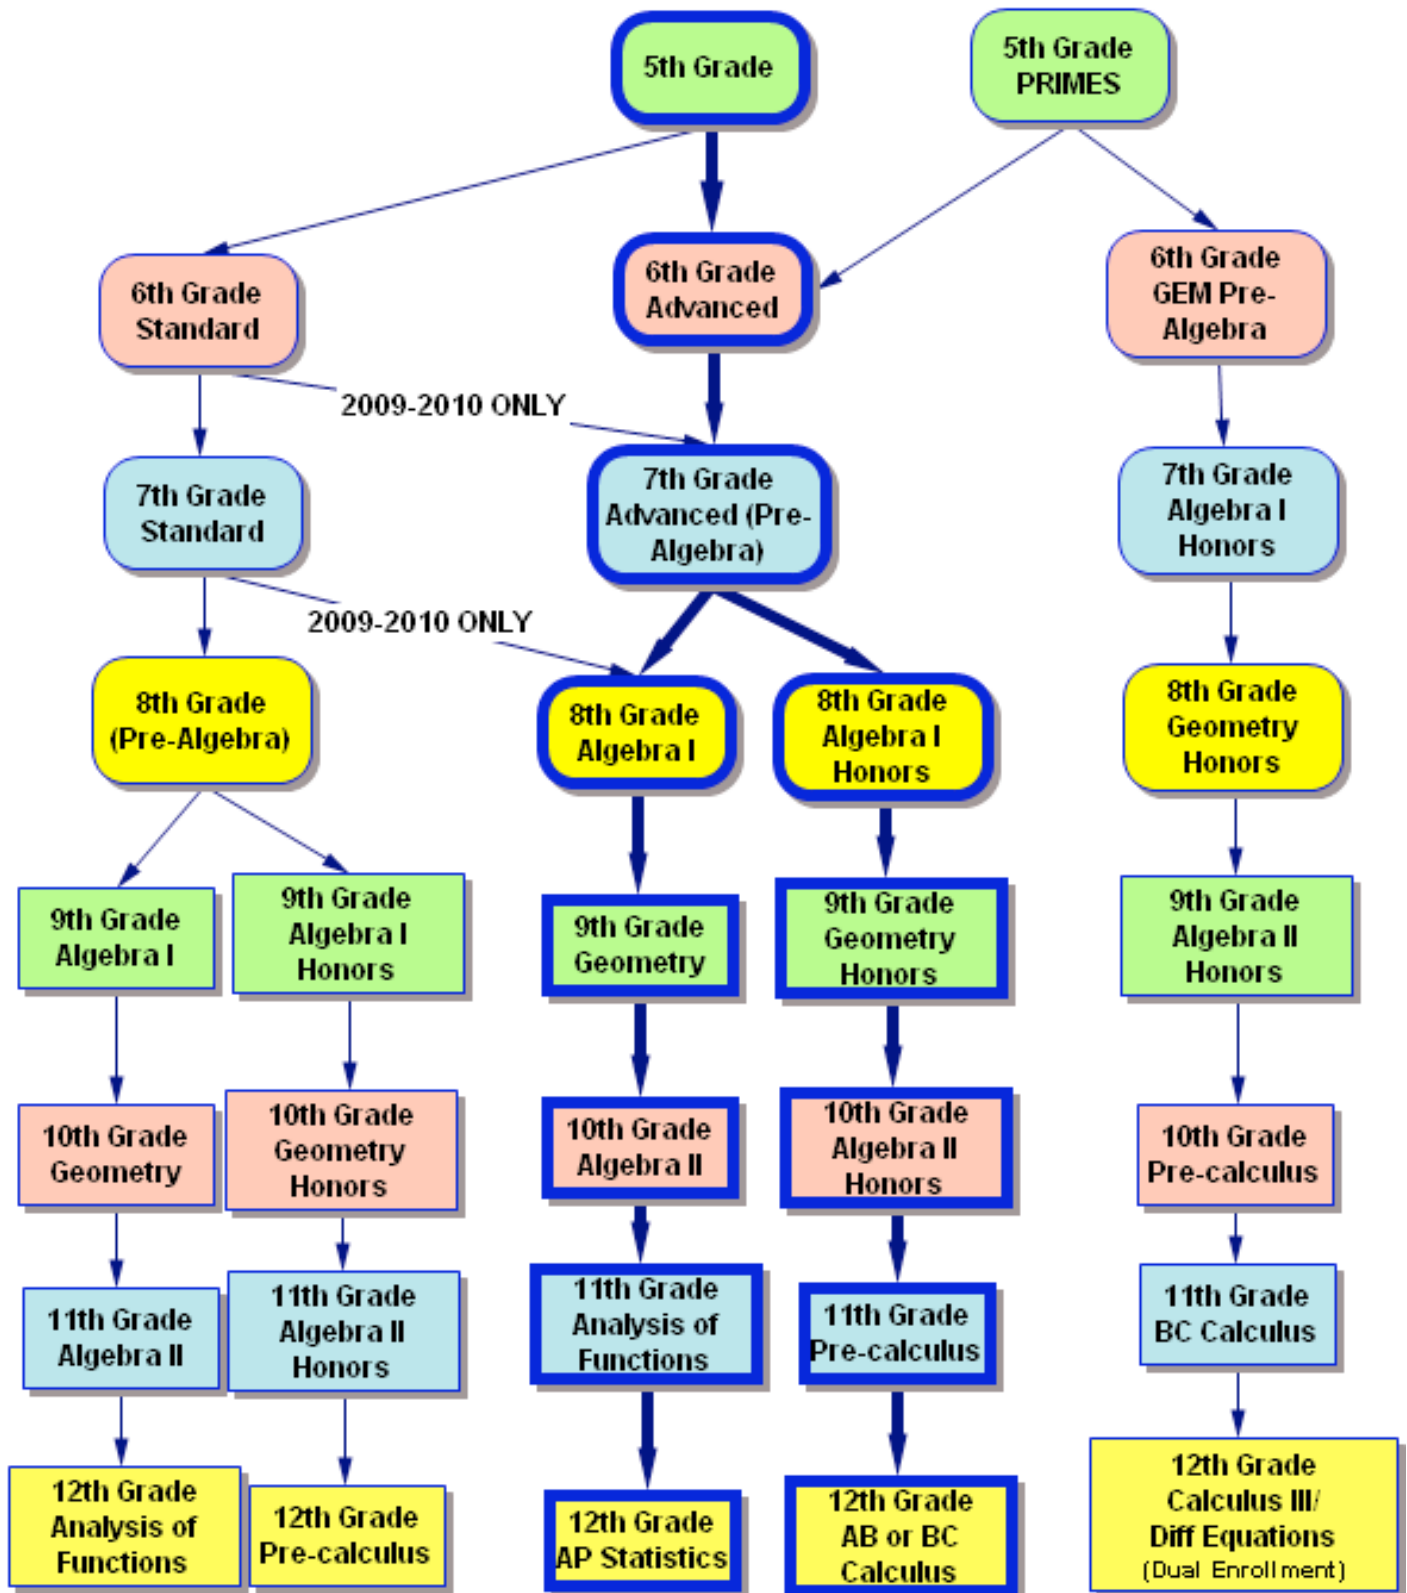 5th Grade
5th Grade
PRIMES
6th Grade
Standard
6th Grade
Advanced
6th Grade
GEM Pre-
Algebra
2009-2010 ONLY
7th Grade
Standard
7th Grade
Advanced (Pre-
Algebra)
7th Grade
Algebra I
Honors
2009-2010 ONLY
8th Grade
(Pre-Algebra)
8th Grade
Algebra I
8th Grade
Algebra I
Honors
8th Grade
Geometry
Honors
9th Grade
Algebra I
9th Grade
Algebra I
Honors
9th Grade
Geometry
9th Grade
Geometry
Honors
9th Grade
Algebra II
Honors
10th Grade
Geometry
10th Grade
Geometry
Honors
10th Grade
Algebra II
10th Grade
Algebra II
Honors
10th Grade
Pre-calculus
11th Grade
Algebra II
11th Grade
Algebra II
Honors
11th Grade
Analysis of
Functions
11th Grade
Pre-calculus
11th Grade
BC Calculus
12th Grade
Analysis of
Functions
12th Grade
Pre-calculus
12th Grade
AP Statistics
12th Grade
AB or BC
Calculus
12th Grade
Calculus III/
Diff Equations
(Dual Enrollment)